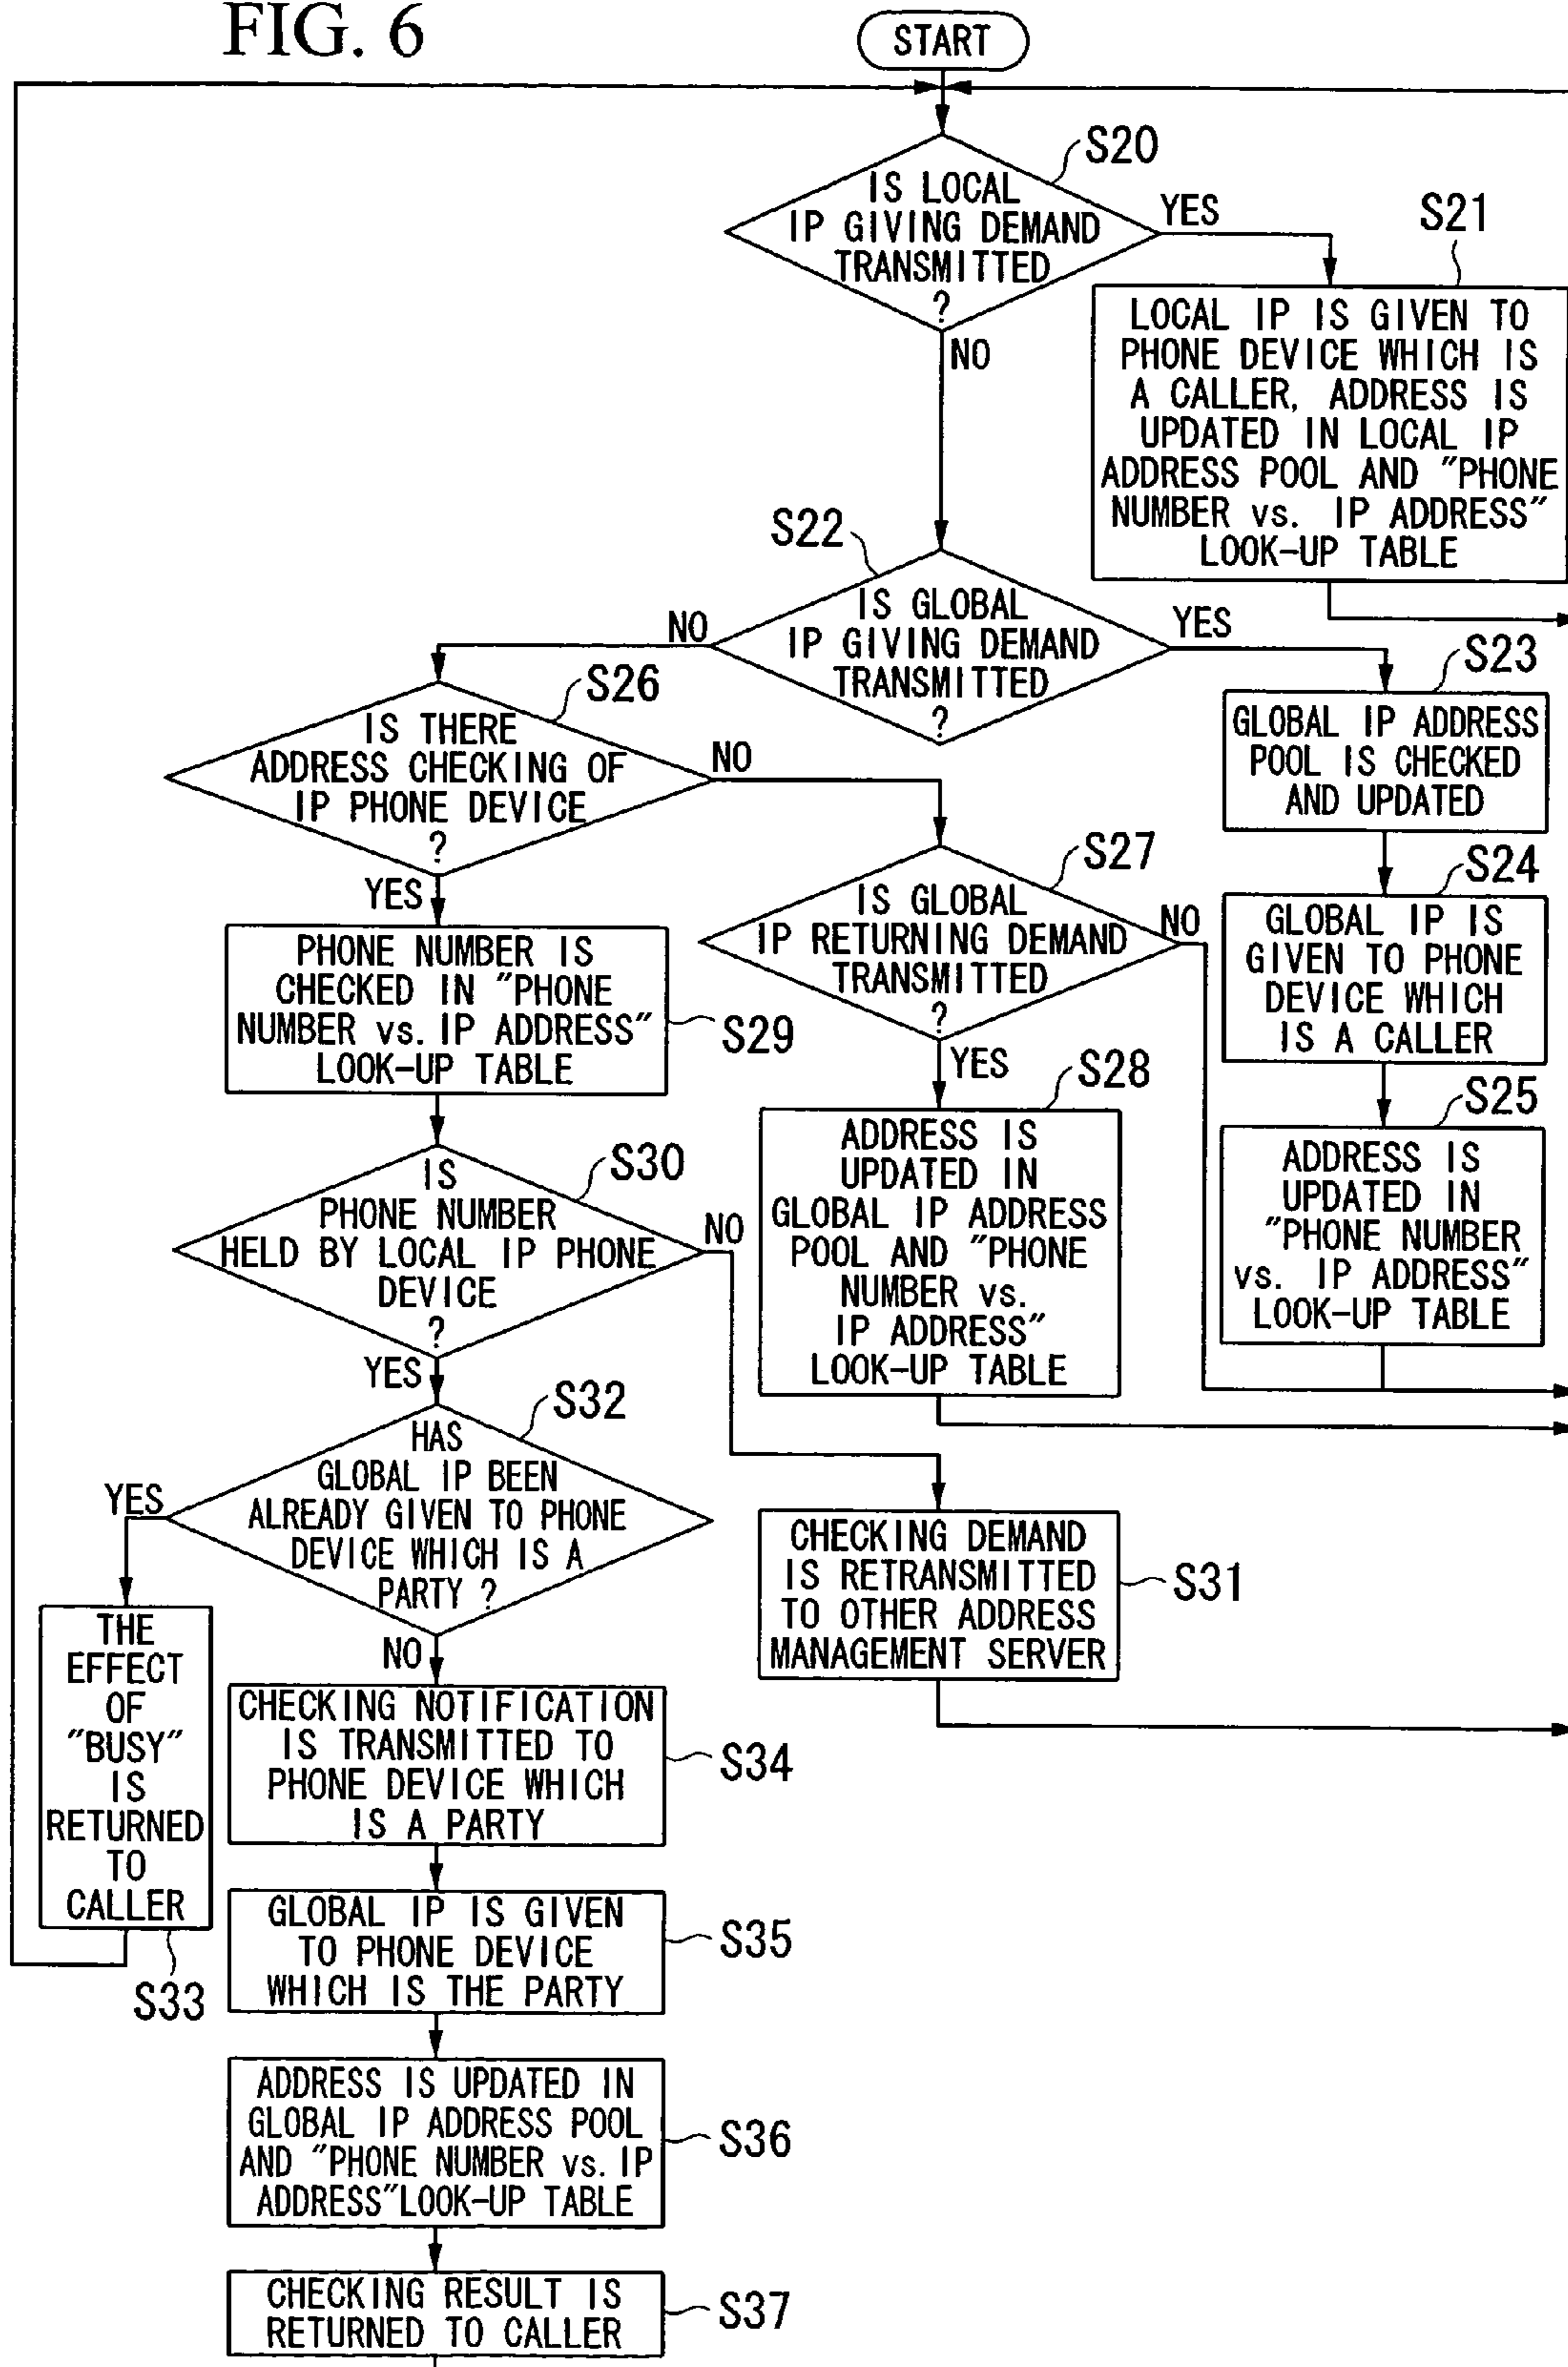 FIG. 6
START
S20
IS LOCAL
IP GIVING DEMAND
TRANSMITTED
?
YES
NO
S21
LOCAL IP IS GIVEN TO
PHONE DEVICE WHICH IS
A CALLER, ADDRESS IS
UPDATED IN LOCAL IP
ADDRESS POOL AND "PHONE
NUMBER vs. IP ADDRESS"
LOOK-UP TABLE
S22
IS GLOBAL
IP GIVING DEMAND
TRANSMITTED
?
NO
YES
S23
GLOBAL IP ADDRESS
POOL IS CHECKED
AND UPDATED
S24
GLOBAL IP IS
GIVEN TO PHONE
DEVICE WHICH
IS A CALLER
S25
ADDRESS IS
UPDATED IN
"PHONE NUMBER
vs. IP ADDRESS"
LOOK-UP TABLE
S26
IS THERE
ADDRESS CHECKING OF
IP PHONE DEVICE
?
NO
YES
S27
IS GLOBAL
IP RETURNING DEMAND
TRANSMITTED
?
NO
YES
S28
ADDRESS IS
UPDATED IN
GLOBAL IP ADDRESS
POOL AND "PHONE
NUMBER vs.
IP ADDRESS"
LOOK-UP TABLE
PHONE NUMBER IS
CHECKED IN "PHONE
NUMBER vs. IP ADDRESS"
LOOK-UP TABLE
S29
S30
IS
PHONE NUMBER
HELD BY LOCAL IP PHONE
DEVICE
?
NO
YES
CHECKING DEMAND
IS RETRANSMITTED
TO OTHER ADDRESS
MANAGEMENT SERVER
S31
S32
HAS
GLOBAL IP BEEN
ALREADY GIVEN TO PHONE
DEVICE WHICH IS A
PARTY ?
YES
NO
THE
EFFECT
OF
"BUSY"
IS
RETURNED
TO
CALLER
S33
CHECKING NOTIFICATION
IS TRANSMITTED TO
PHONE DEVICE WHICH
IS A PARTY
S34
GLOBAL IP IS GIVEN
TO PHONE DEVICE
WHICH IS THE PARTY
S35
ADDRESS IS UPDATED IN
GLOBAL IP ADDRESS POOL
AND "PHONE NUMBER vs. IP
ADDRESS"LOOK-UP TABLE
S36
CHECKING RESULT IS
RETURNED TO CALLER
S37